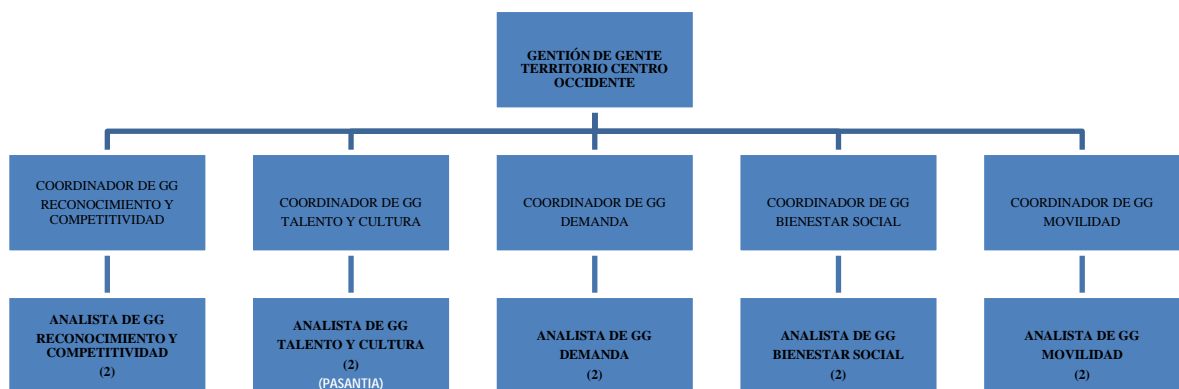 GESTIÓN DE GENTE
TERRITORIO CENTRO
OCCIDENTE
COORDINADOR DE GG
RECONOCIMIENTO Y
COMPETITIVIDAD
COORDINADOR DE GG
TALENTO Y CULTURA
COORDINADOR DE GG
DEMANDA
COORDINADOR DE GG
BIENESTAR SOCIAL
COORDINADOR DE GG
MOVILIDAD
ANALISTA DE GG
RECONOCIMIENTO Y
COMPETITIVIDAD
(2)
ANALISTA DE GG
TALENTO Y CULTURA
(2)
(PASANTIA)
ANALISTA DE GG
DEMANDA
(2)
ANALISTA DE GG
BIENESTAR SOCIAL
(2)
ANALISTA DE GG
MOVILIDAD
(2)